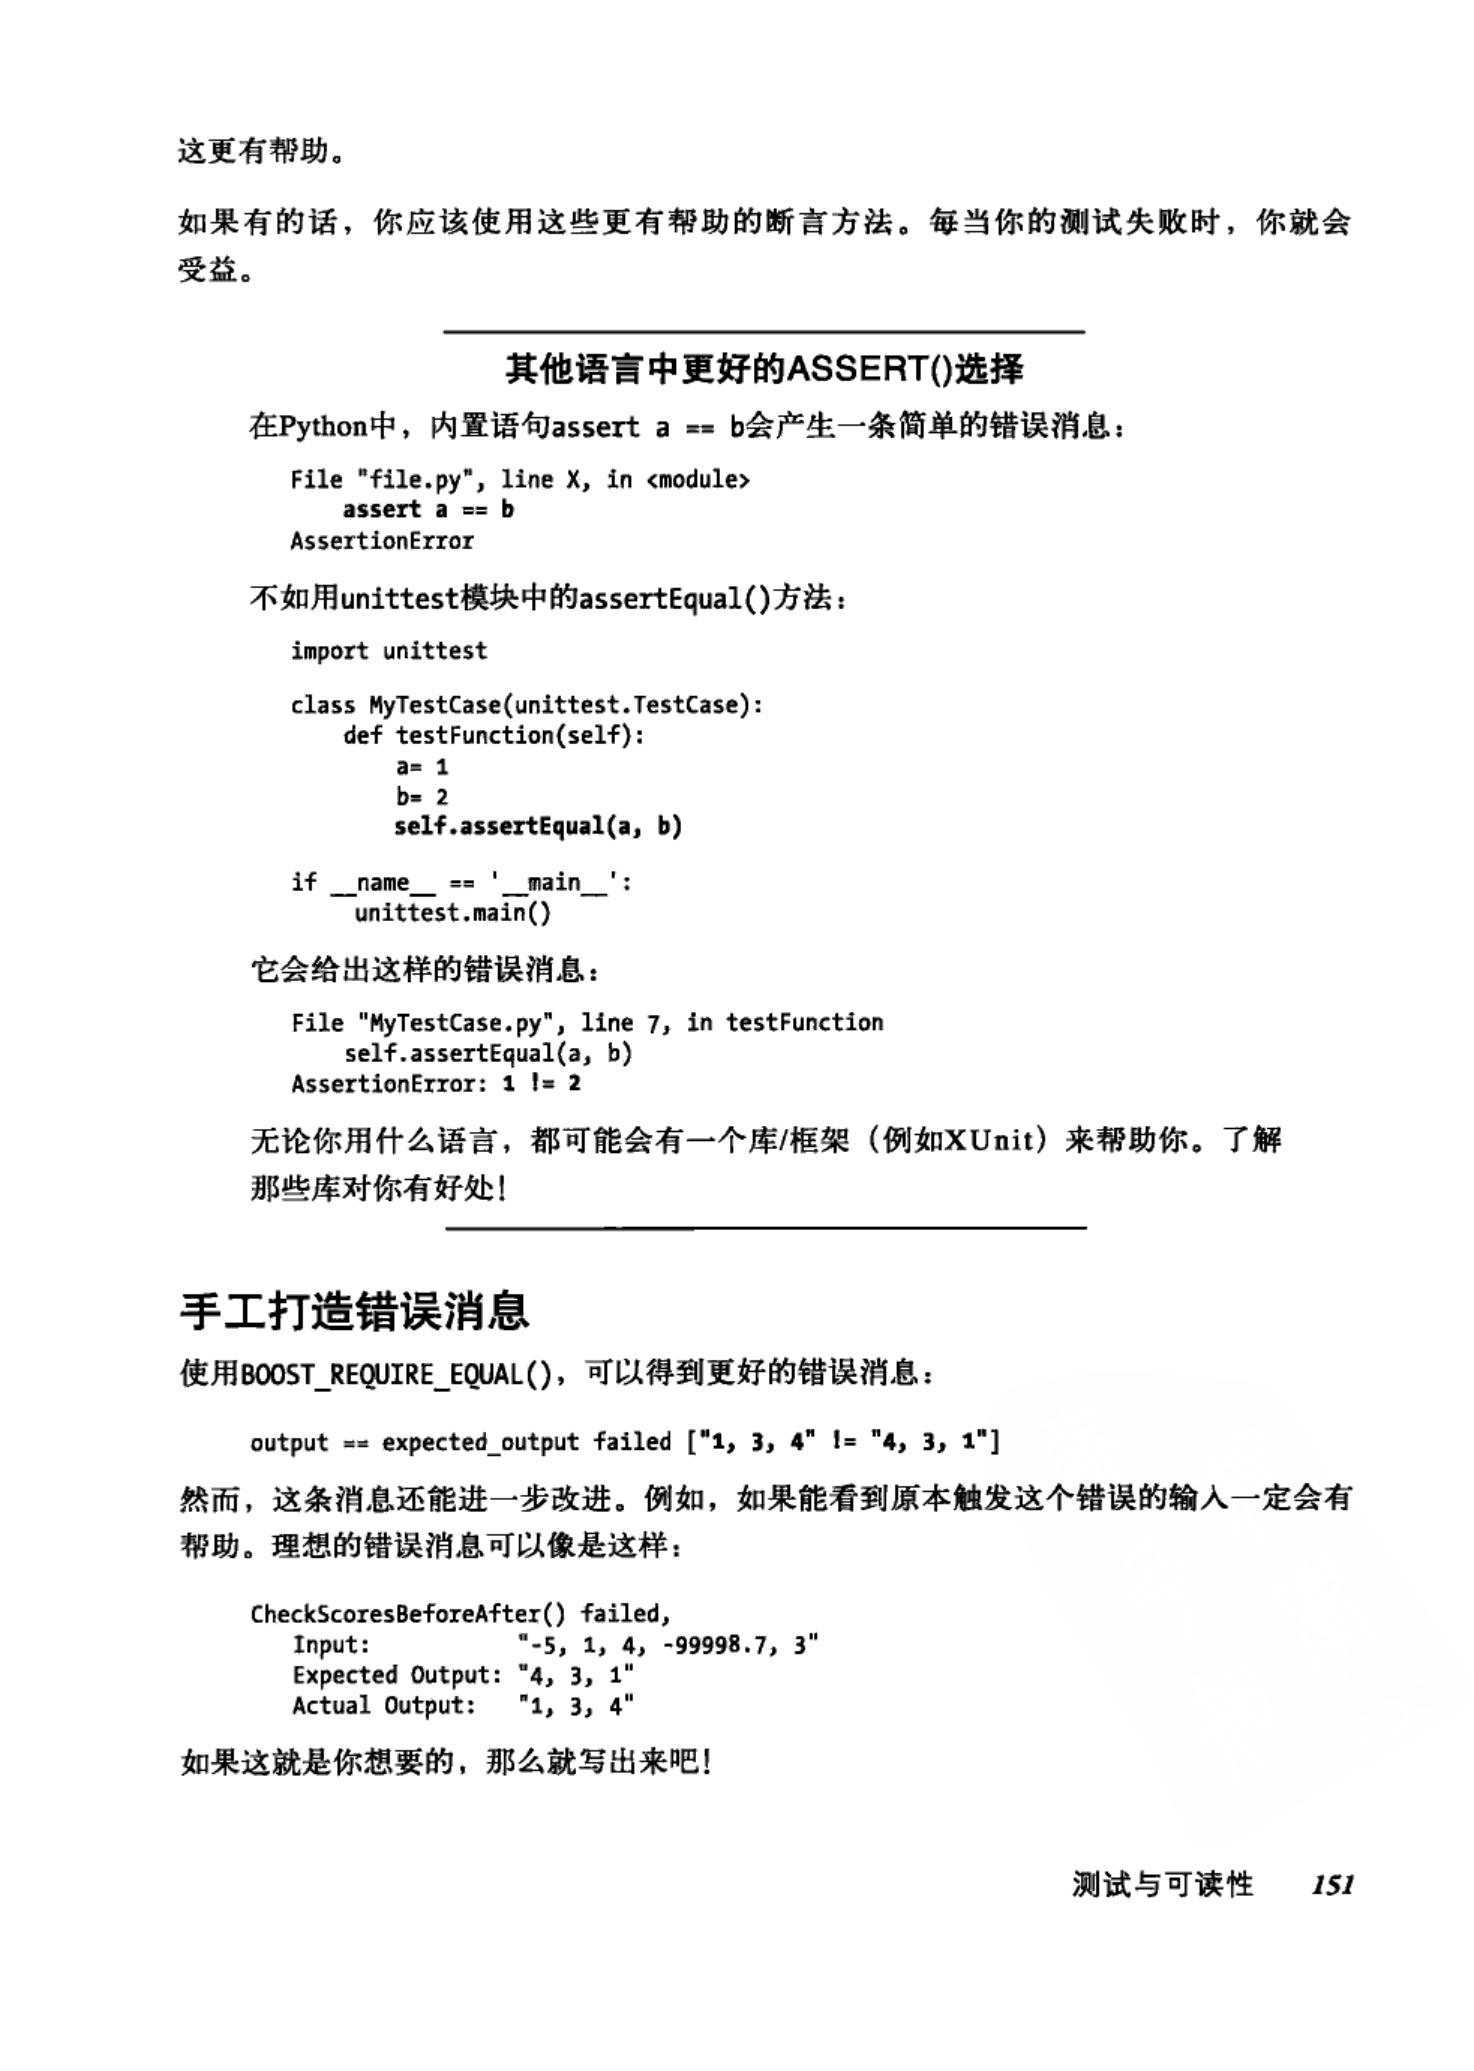 这更有帮助。
如果有的话，你应该使用这些更有帮助的断言方法。每当你的测试失败时，你就会
受益。
其他语言中更好的ASSERT()选择
在Python中，内置语句assert a == b会产生一条简单的错误消息：
File "file.py", line X, in <module>
    assert a == b
AssertionError
不如用unittest模块中的assertEqual()方法：
import unittest
class MyTestCase(unittest.TestCase):
    def testFunction(self):
        a= 1
        b= 2
        self.assertEqual(a, b)
if __name__ == '__main__':
    unittest.main()
它会给出这样的错误消息：
File "MyTestCase.py", line 7, in testFunction
    self.assertEqual(a, b)
AssertionError: 1 != 2
无论你用什么语言，都可能会有一个库/框架（例如XUnit）来帮助你。了解
那些库对你有好处！
手工打造错误消息
使用BOOST_REQUIRE_EQUAL()，可以得到更好的错误消息：
output == expected_output failed ["1, 3, 4" != "4, 3, 1"]
然而，这条消息还能进一步改进。例如，如果能看到原本触发这个错误的输入一定会有
帮助。理想的错误消息可以像是这样：
CheckScoresBeforeAfter() failed,
   Input:           "-5, 1, 4, -99998.7, 3"
   Expected Output: "4, 3, 1"
   Actual Output:   "1, 3, 4"
如果这就是你想要的，那么就写出来吧！
测试与可读性 151